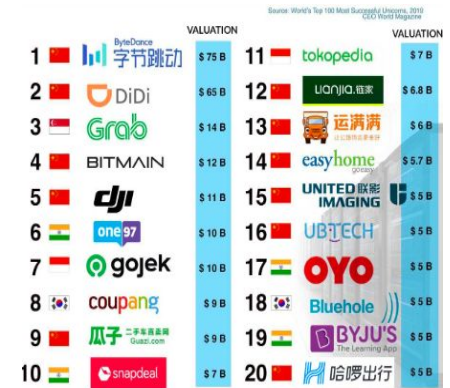 Source: World's Top 100 Most Successful Unicorns, 2019
CEO World Magazine
VALUATION
1 ByteDance 字节跳动 $ 75 B
2 DiDi $ 65 B
3 Grab $ 14 B
4 BITMAIN $ 12 B
5 dji $ 11 B
6 one97 $ 10 B
7 gojek $ 10 B
8 coupang $ 9 B
9 瓜子 二手车直卖网 Guazi.com $ 9 B
10 snapdeal $ 7 B
VALUATION
11 tokopedia $ 7 B
12 LIANJIA.链家 $ 6.8 B
13 运满满 $ 6 B
14 easyhome $ 5.7 B
15 UNITED 联影 IMAGING U $ 5 B
16 UBTECH $ 5 B
17 OYO $ 5 B
18 Bluehole $ 5 B
19 B BYJU'S The Learning App $ 5 B
20 哈啰出行 $ 5 B